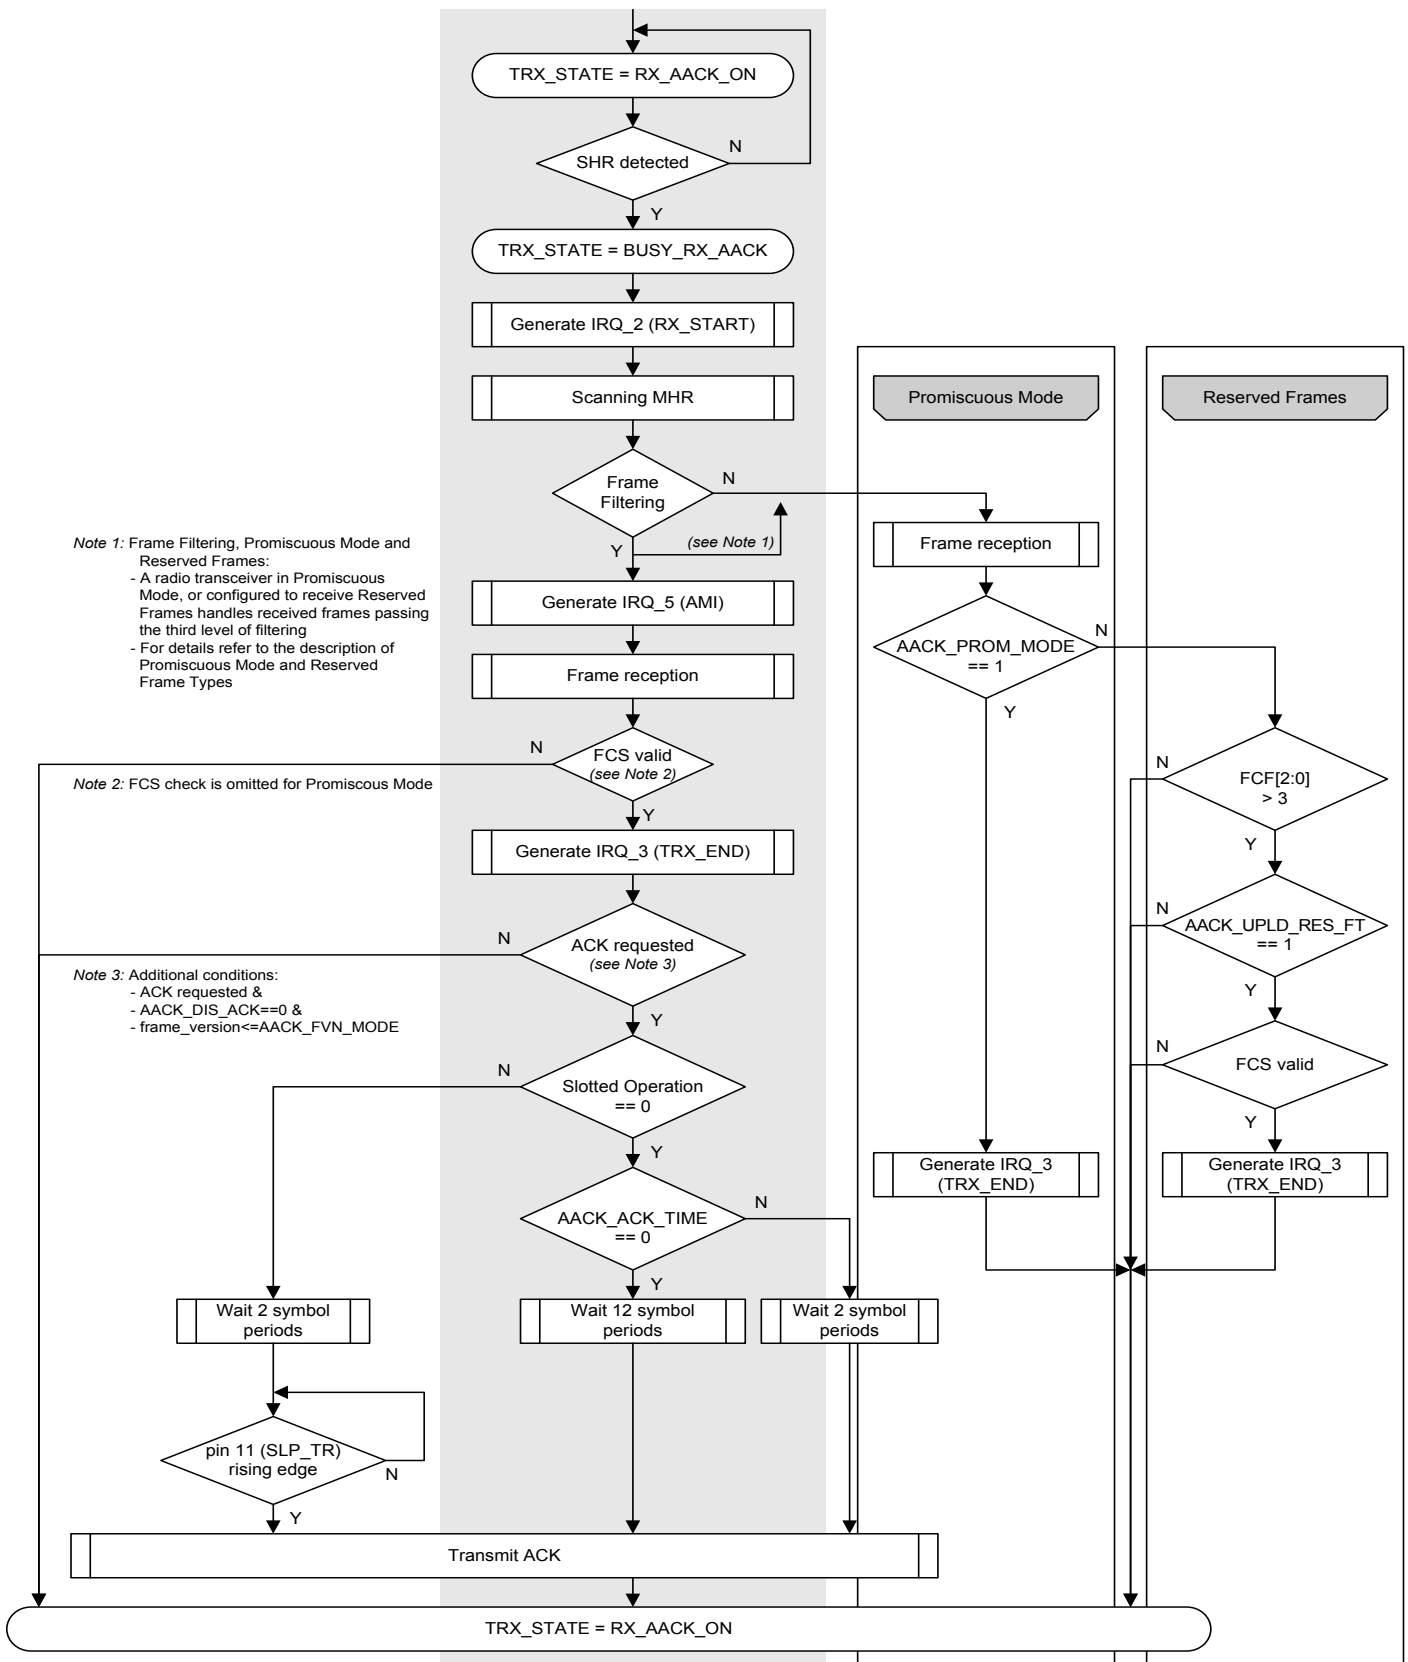 TRX_STATE = RX_AACK_ON
SHR detected
N
Y
TRX_STATE = BUSY_RX_AACK
Generate IRQ_2 (RX_START)
Scanning MHR
Promiscuous Mode
Reserved Frames
Frame
Filtering
N
Y
(see Note 1)
Frame reception
Note 1: Frame Filtering, Promiscuous Mode and
Reserved Frames:
- A radio transceiver in Promiscuous
Mode, or configured to receive Reserved
Frames handles received frames passing
the third level of filtering
- For details refer to the description of
Promiscuous Mode and Reserved
Frame Types
Generate IRQ_5 (AMI)
AACK_PROM_MODE
== 1
N
Y
Frame reception
FCS valid
(see Note 2)
N
Y
Note 2: FCS check is omitted for Promiscous Mode
FCF[2:0]
> 3
N
Y
Generate IRQ_3 (TRX_END)
ACK requested
(see Note 3)
N
Y
AACK_UPLD_RES_FT
== 1
N
Y
Note 3: Additional conditions:
- ACK requested &
- AACK_DIS_ACK==0 &
- frame_version<=AACK_FVN_MODE
Slotted Operation
== 0
N
Y
FCS valid
N
Y
AACK_ACK_TIME
== 0
N
Y
Generate IRQ_3
(TRX_END)
Generate IRQ_3
(TRX_END)
Wait 2 symbol
periods
Wait 12 symbol
periods
Wait 2 symbol
periods
pin 11 (SLP_TR)
rising edge
N
Y
Transmit ACK
TRX_STATE = RX_AACK_ON